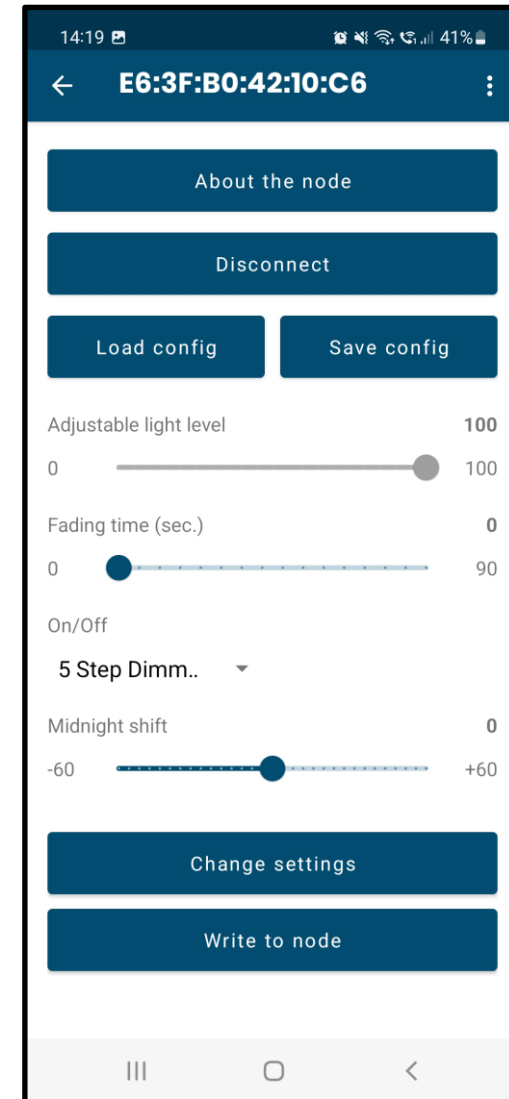 14:19 41%
E6:3F:B0:42:10:C6
About the node
Disconnect
Load config Save config
Adjustable light level 100
0 100
Fading time (sec.) 0
0 90
On/Off
5 Step Dimm..
Midnight shift 0
-60 +60
Change settings
Write to node